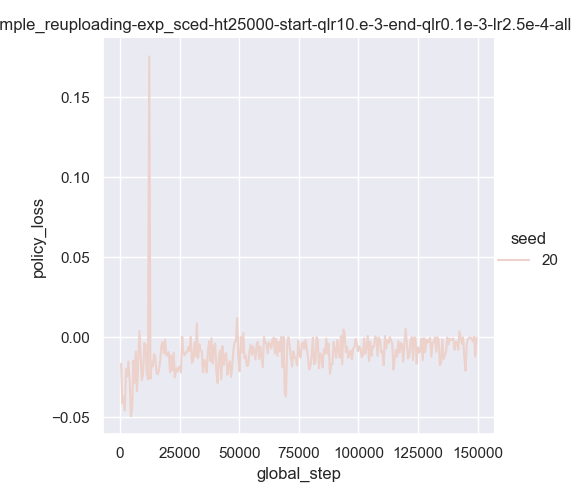 mple_reuploading-exp_sced-ht25000-start-qlr10.e-3-end-qlr0.1e-3-lr2.5e-4-all
0.15
0.10
0.05
0.00
−0.05
policy_loss
0 25000 50000 75000 100000 125000 150000
global_step
seed
20